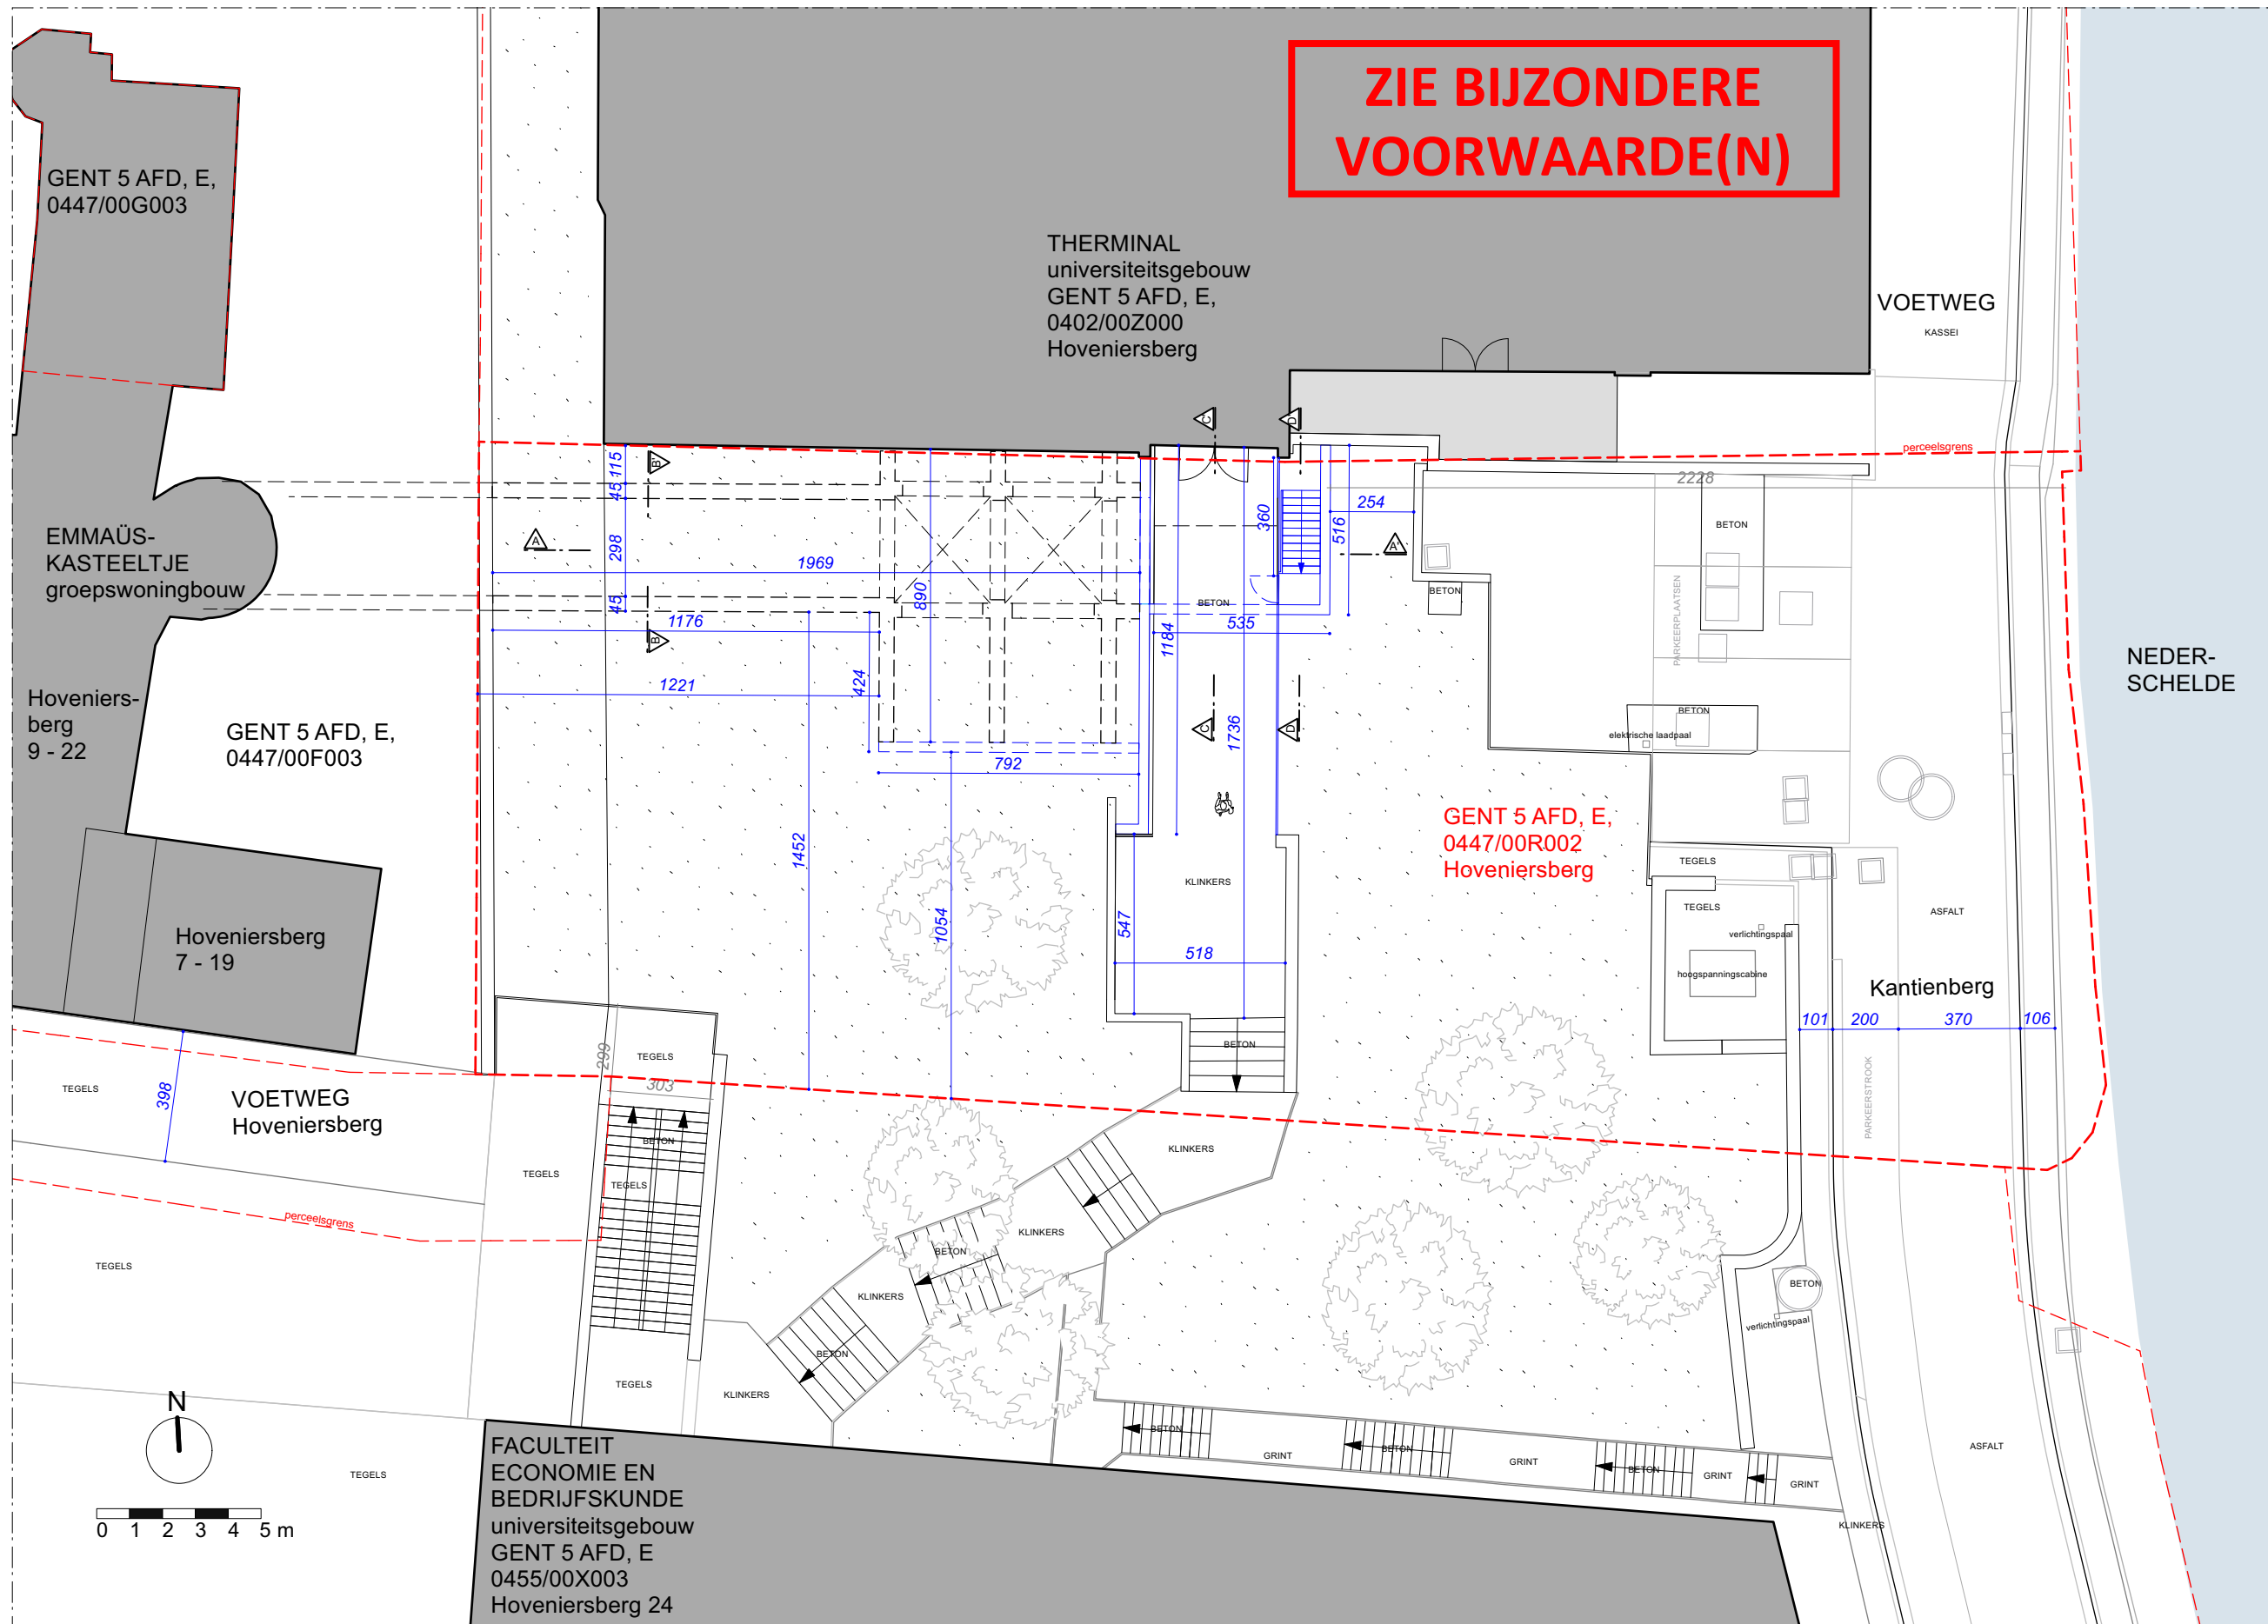 ZIE BIJZONDERE
VOORWAARDE(N)
GENT 5 AFD, E,
0447/00G003
THERMINAL
universiteitsgebouw
GENT 5 AFD, E,
0402/00Z000
Hoveniersberg
VOETWEG
KASSEI
perceelsgrens
C'
D'
B'
115
45
298
45
A
1969
890
1176
1221
424
792
1452
1054
B
EMMAÜS-
KASTEELTJE
groepswoningbouw
Hoveniers-
berg
9 - 22
GENT 5 AFD, E,
0447/00F003
Hoveniersberg
7 - 19
360
516
254
A'
2228
BETON
BETON
BETON
535
1184
1736
C
D
PARKEERPLAATSEN
BETON
elektrische laadpaal
NEDER-
SCHELDE
GENT 5 AFD, E,
0447/00R002
Hoveniersberg
KLINKERS
547
518
BETON
TEGELS
TEGELS
verlichtingspaal
hoogspanningscabine
ASFALT
Kantienberg
101
200
370
106
PARKEERSTROOK
TEGELS
398
VOETWEG
Hoveniersberg
perceelsgrens
TEGELS
TEGELS
299
TEGELS
303
BETON
TEGELS
TEGELS
KLINKERS
KLINKERS
BETON
KLINKERS
BETON
KLINKERS
BETON
verlichtingspaal
N
0 1 2 3 4 5 m
TEGELS
FACULTEIT
ECONOMIE EN
BEDRIJFSKUNDE
universiteitsgebouw
GENT 5 AFD, E
0455/00X003
Hoveniersberg 24
BETON
GRINT
BETON
GRINT
BETON
GRINT
GRINT
ASFALT
KLINKERS